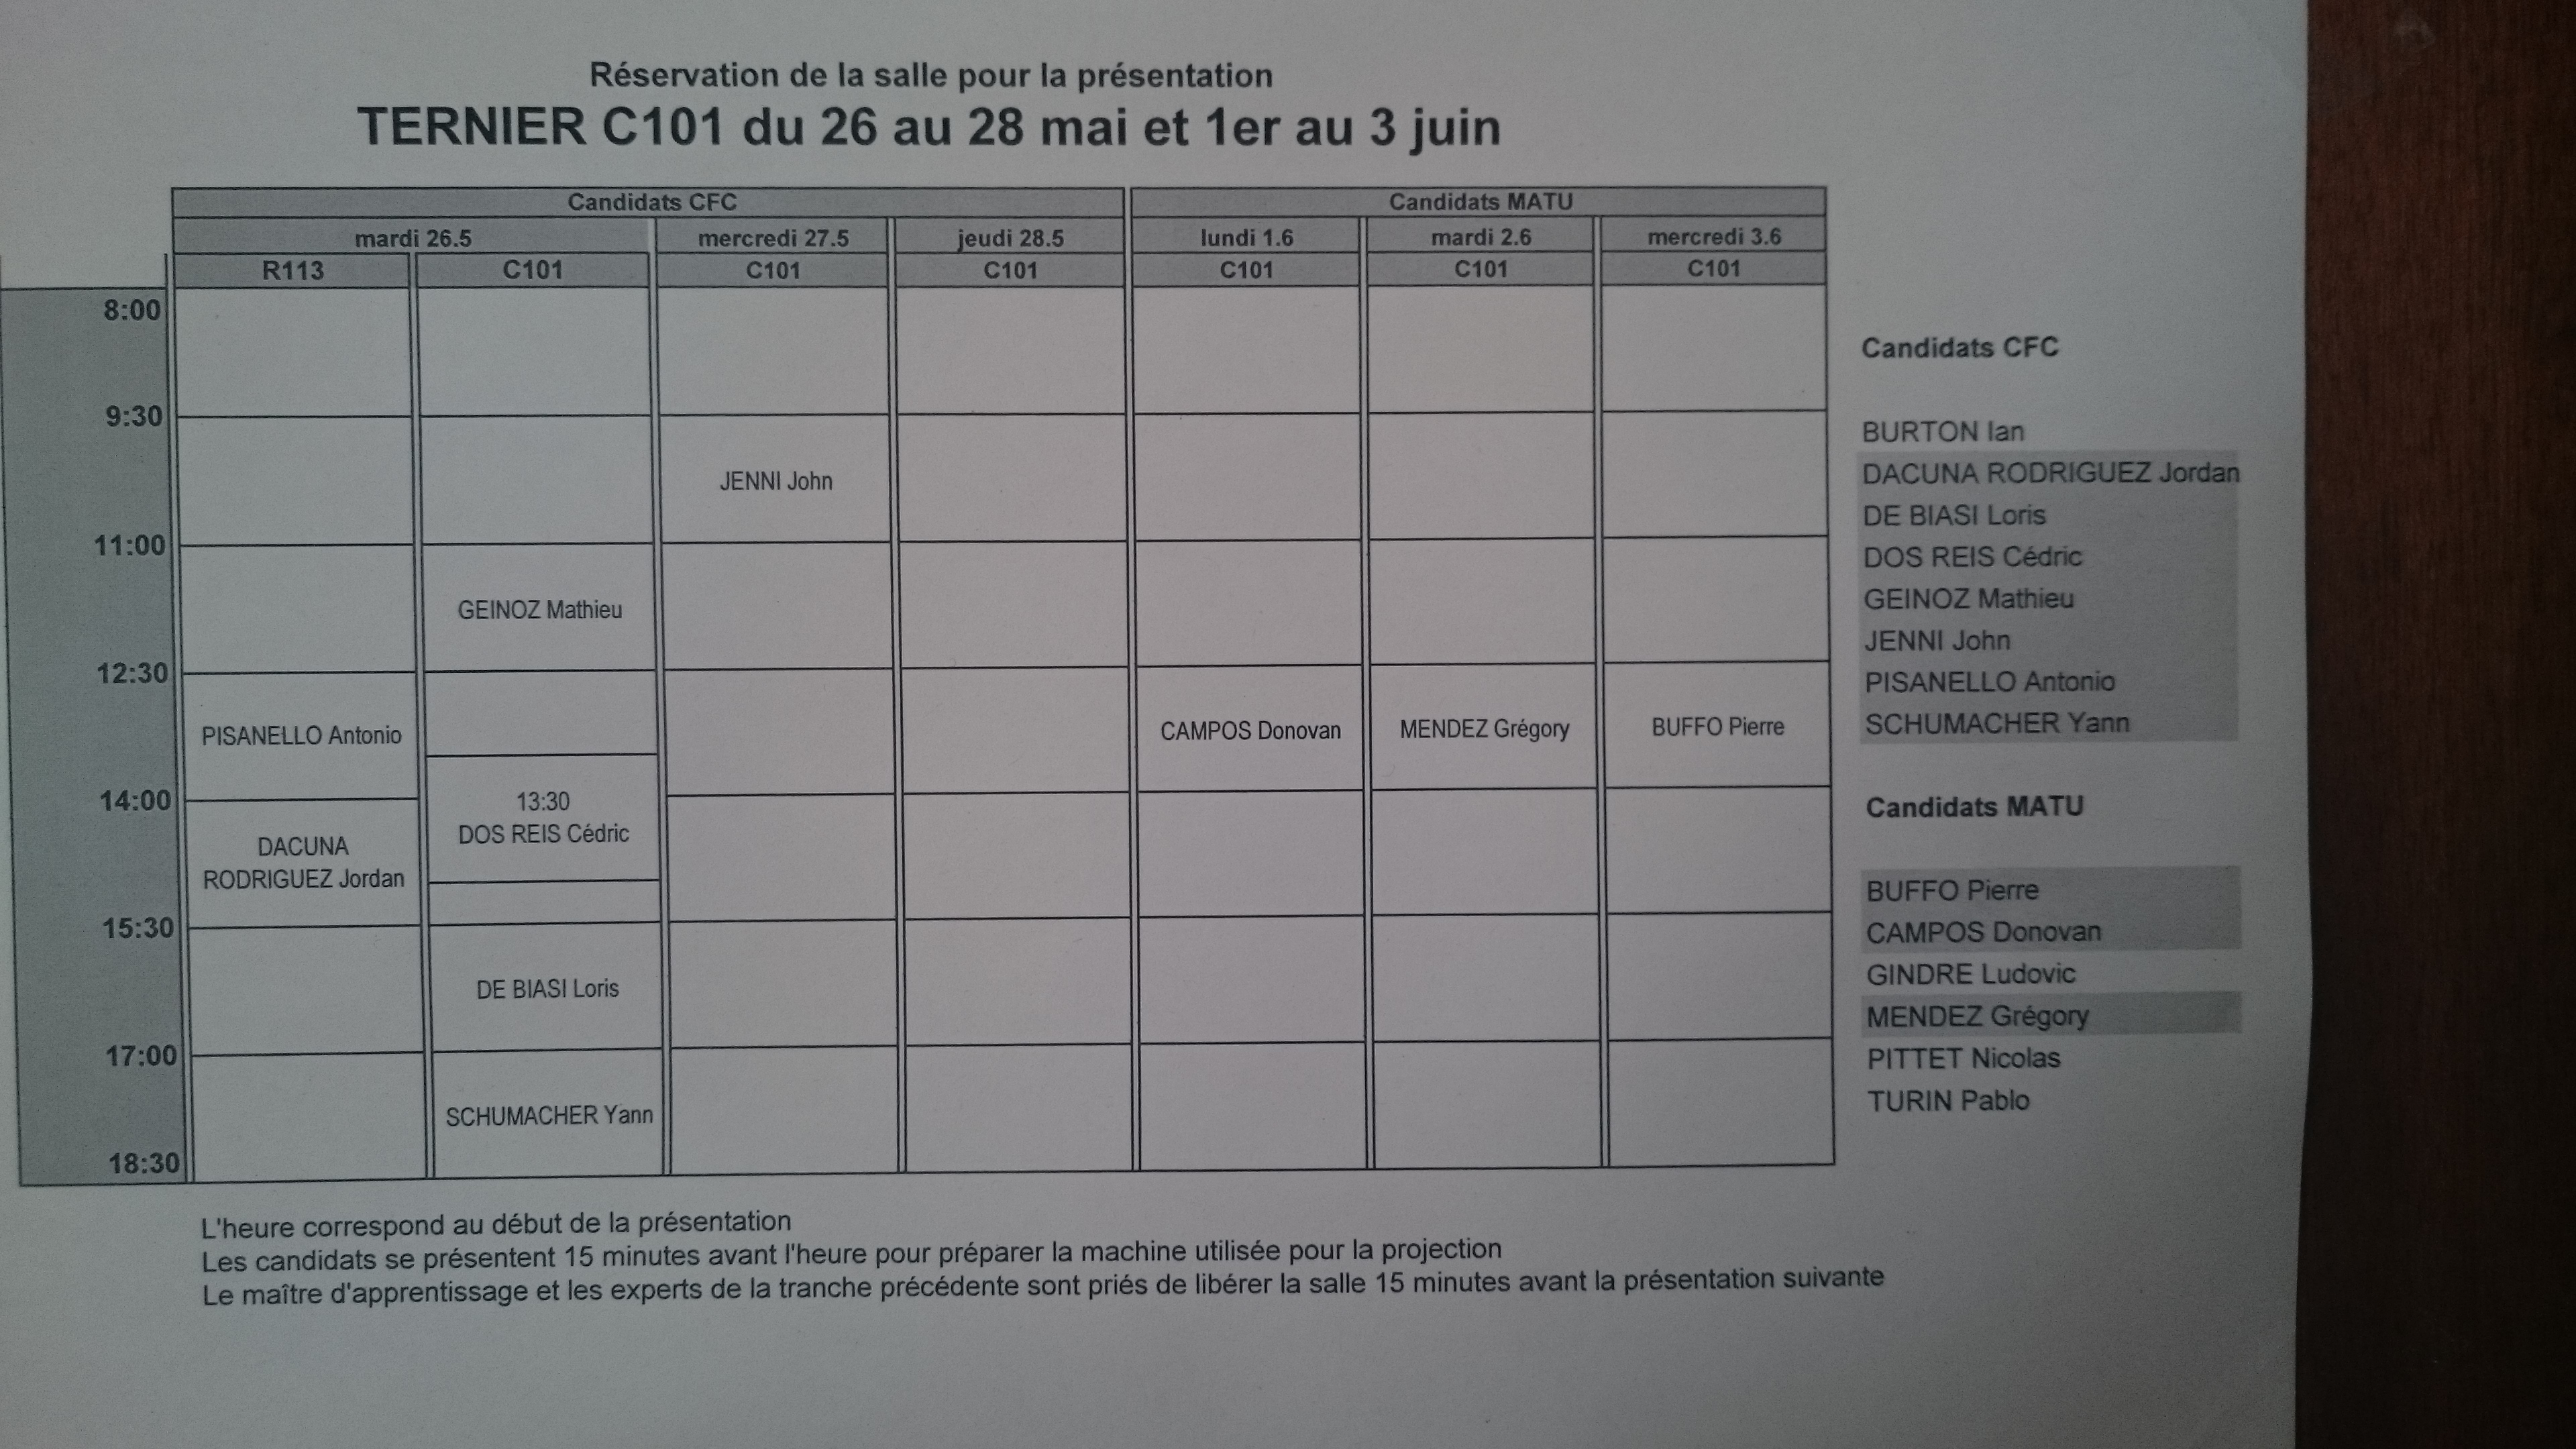 Réservation de la salle pour la présentation
TERNIER C101 du 26 au 28 mai et 1er au 3 juin
Candidats CFC Candidats MATU
mardi 26.5 mercredi 27.5 jeudi 28.5 lundi 1.6 mardi 2.6 mercredi 3.6
R113 C101 C101 C101 C101 C101 C101
8:00
9:30
JENNI John
11:00
GEINOZ Mathieu
12:30
PISANELLO Antonio CAMPOS Donovan MENDEZ Grégory BUFFO Pierre
14:00
13:30
DOS REIS Cédric
DACUNA
RODRIGUEZ Jordan
15:30
DE BIASI Loris
17:00
SCHUMACHER Yann
18:30
Candidats CFC
BURTON Ian
DACUNA RODRIGUEZ Jordan
DE BIASI Loris
DOS REIS Cédric
GEINOZ Mathieu
JENNI John
PISANELLO Antonio
SCHUMACHER Yann
Candidats MATU
BUFFO Pierre
CAMPOS Donovan
GINDRE Ludovic
MENDEZ Grégory
PITTET Nicolas
TURIN Pablo
L'heure correspond au début de la présentation
Les candidats se présentent 15 minutes avant l'heure pour préparer la machine utilisée pour la projection
Le maître d'apprentissage et les experts de la tranche précédente sont priés de libérer la salle 15 minutes avant la présentation suivante